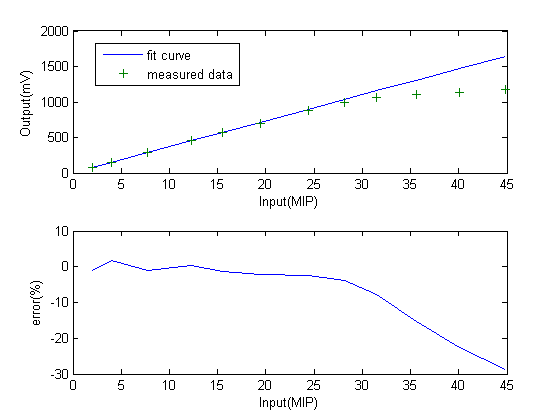 2000
1500
1000
500
0
Output(mV)
fit curve
measured data
0 5 10 15 20 25 30 35 40 45
Input(MIP)
10
0
-10
-20
-30
error(%)
0 5 10 15 20 25 30 35 40 45
Input(MIP)